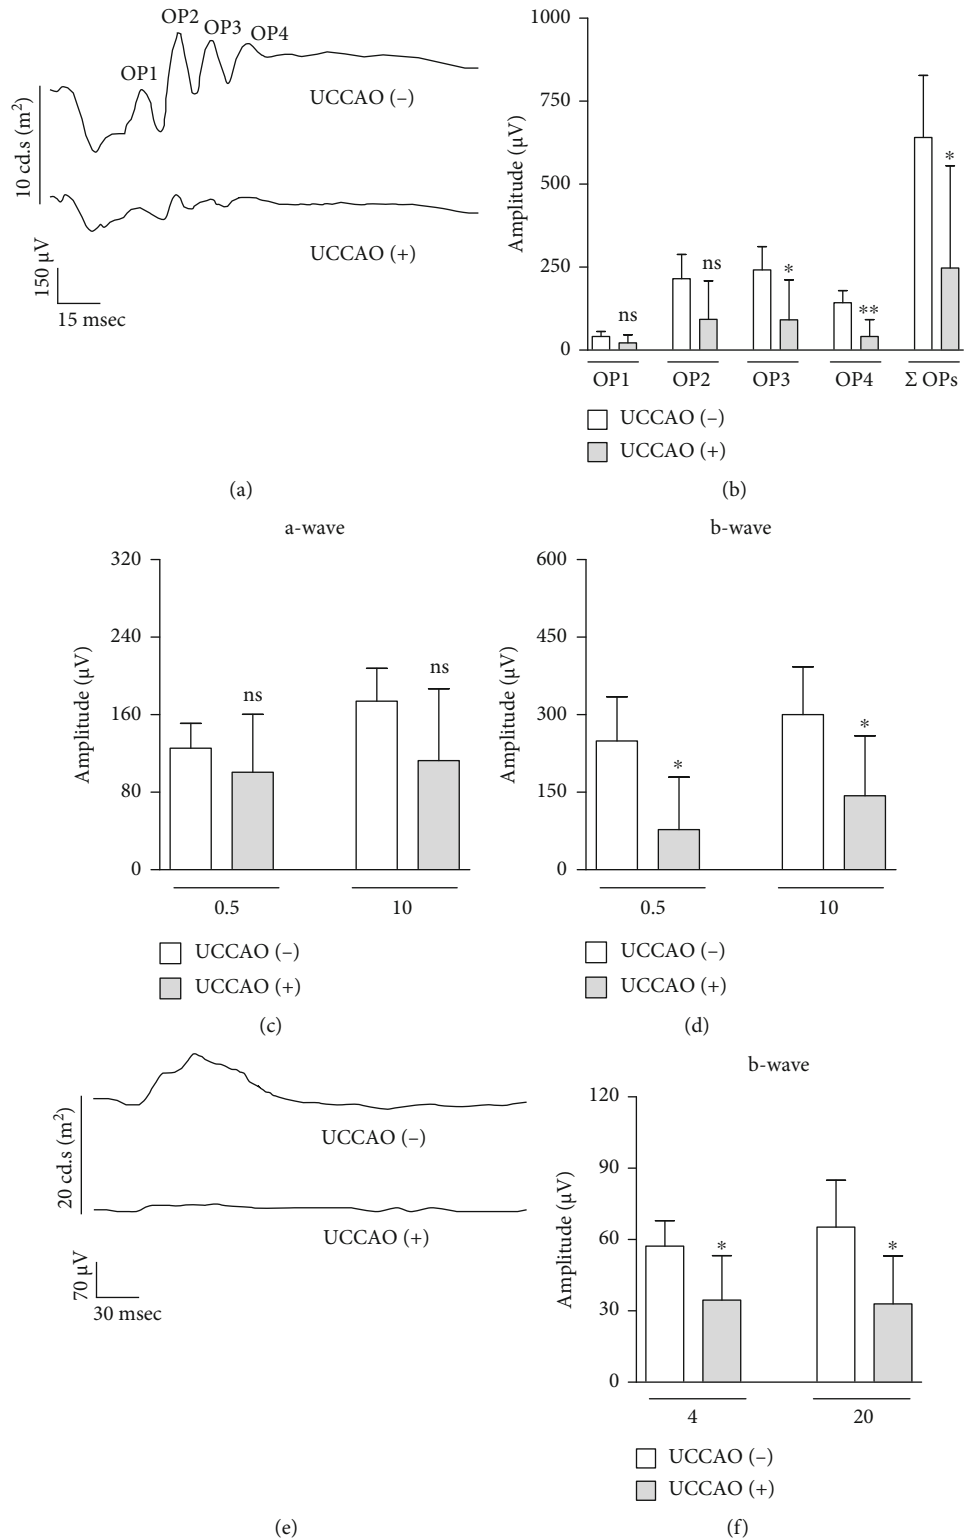 OP1
OP2
OP3
OP4
UCCAO (–)
10 cd.s (m²)
UCCAO (+)
150 μV
15 msec
(a)
1000
750
500
250
0
Amplitude (μV)
ns
ns
*
**
*
OP1 OP2 OP3 OP4 Σ OPs
UCCAO (–)
UCCAO (+)
(b)
a-wave
320
240
160
80
0
Amplitude (μV)
ns
ns
0.5 10
UCCAO (–)
UCCAO (+)
(c)
b-wave
600
450
300
150
0
Amplitude (μV)
*
*
0.5 10
UCCAO (–)
UCCAO (+)
(d)
20 cd.s (m²)
UCCAO (–)
UCCAO (+)
70 μV
30 msec
(e)
b-wave
120
90
60
30
0
Amplitude (μV)
*
*
4 20
UCCAO (–)
UCCAO (+)
(f)